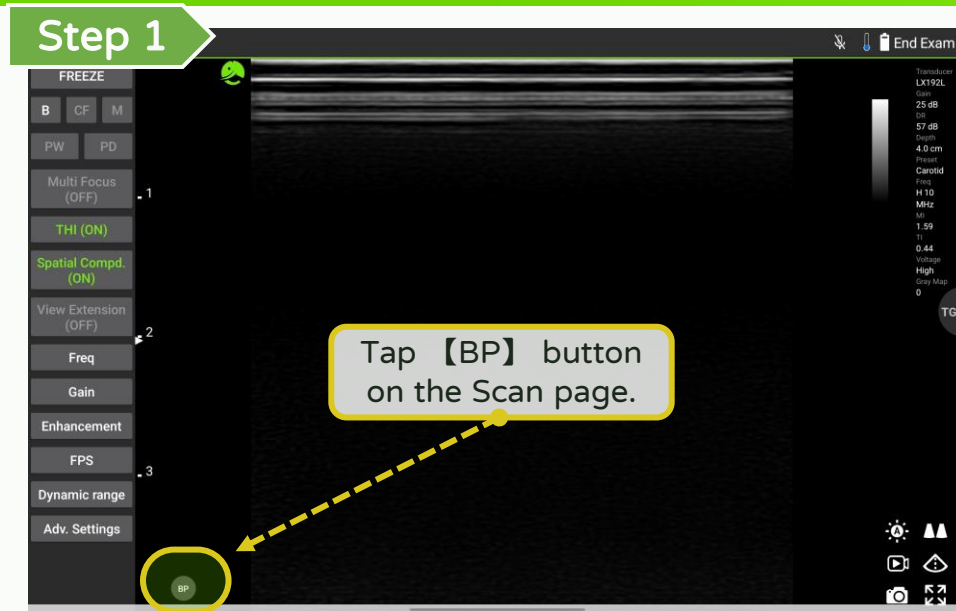 Step 1
End Exam
FREEZE
B CF M
PW PD
Multi Focus
(OFF)
THI (ON)
Spatial Compd.
(ON)
View Extension
(OFF)
Freq
Gain
Enhancement
FPS
Dynamic range
Adv. Settings
1
2
3
Tap 【BP】 button
on the Scan page.
BP
Transducer
LX192L
Gain
25 dB
DR
57 dB
Depth
4.0 cm
Preset
Carotid
Freq
H 10
MHz
MI
1.59
TI
0.44
Voltage
High
Gray Map
0
TG
A